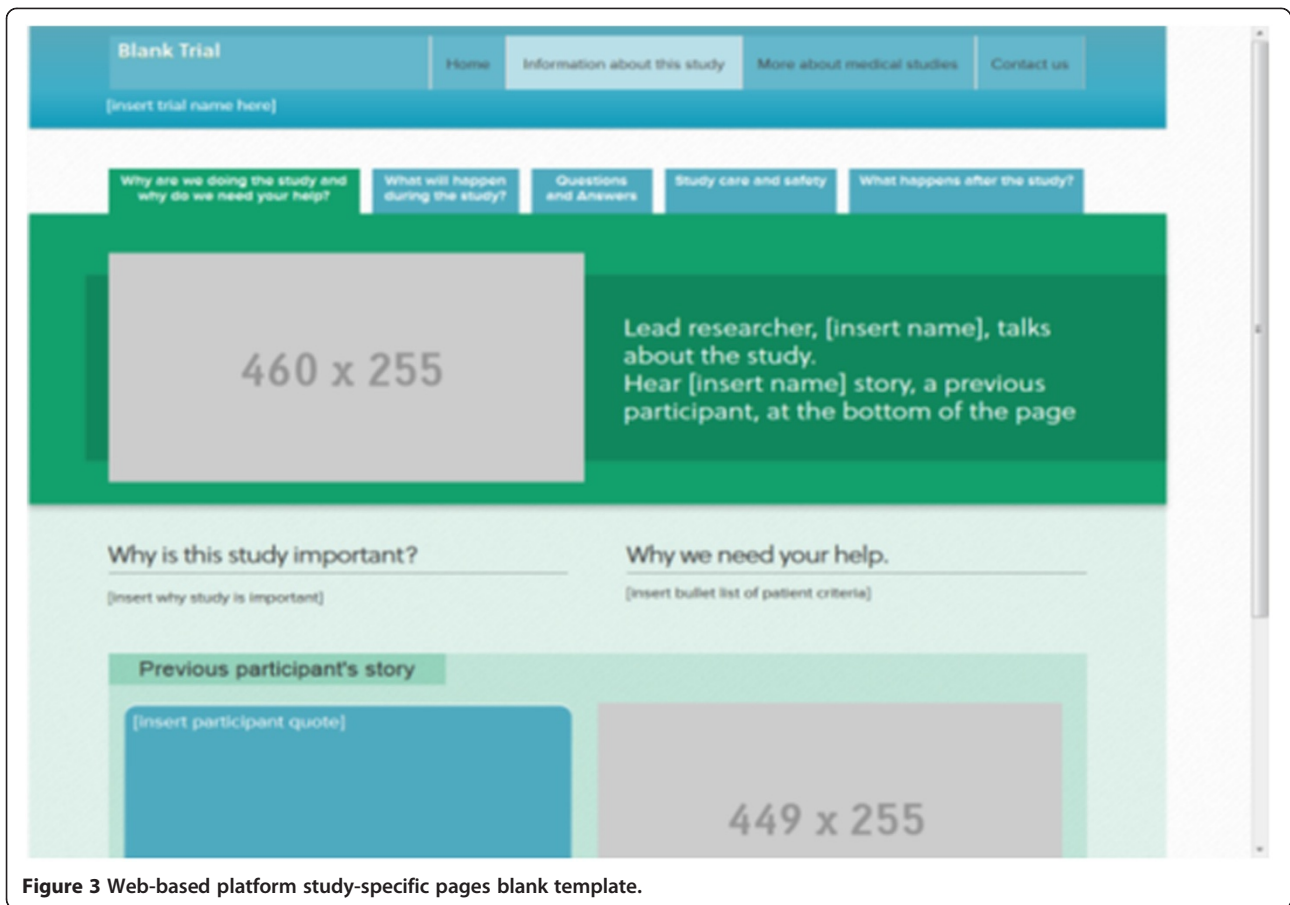 Blank Trial
Home
Information about this study
More about medical studies
Contact us
[insert trial name here]
Why are we doing the study and
why do we need your help?
What will happen
during the study?
Questions
and Answers
Study care and safety
What happens after the study?
460 x 255
Lead researcher, [insert name], talks
about the study.
Hear [insert name] story, a previous
participant, at the bottom of the page
Why is this study important?
[insert why study is important]
Why we need your help.
[insert bullet list of patient criteria]
Previous participant's story
[insert participant quote]
449 x 255
Figure 3 Web-based platform study-specific pages blank template.